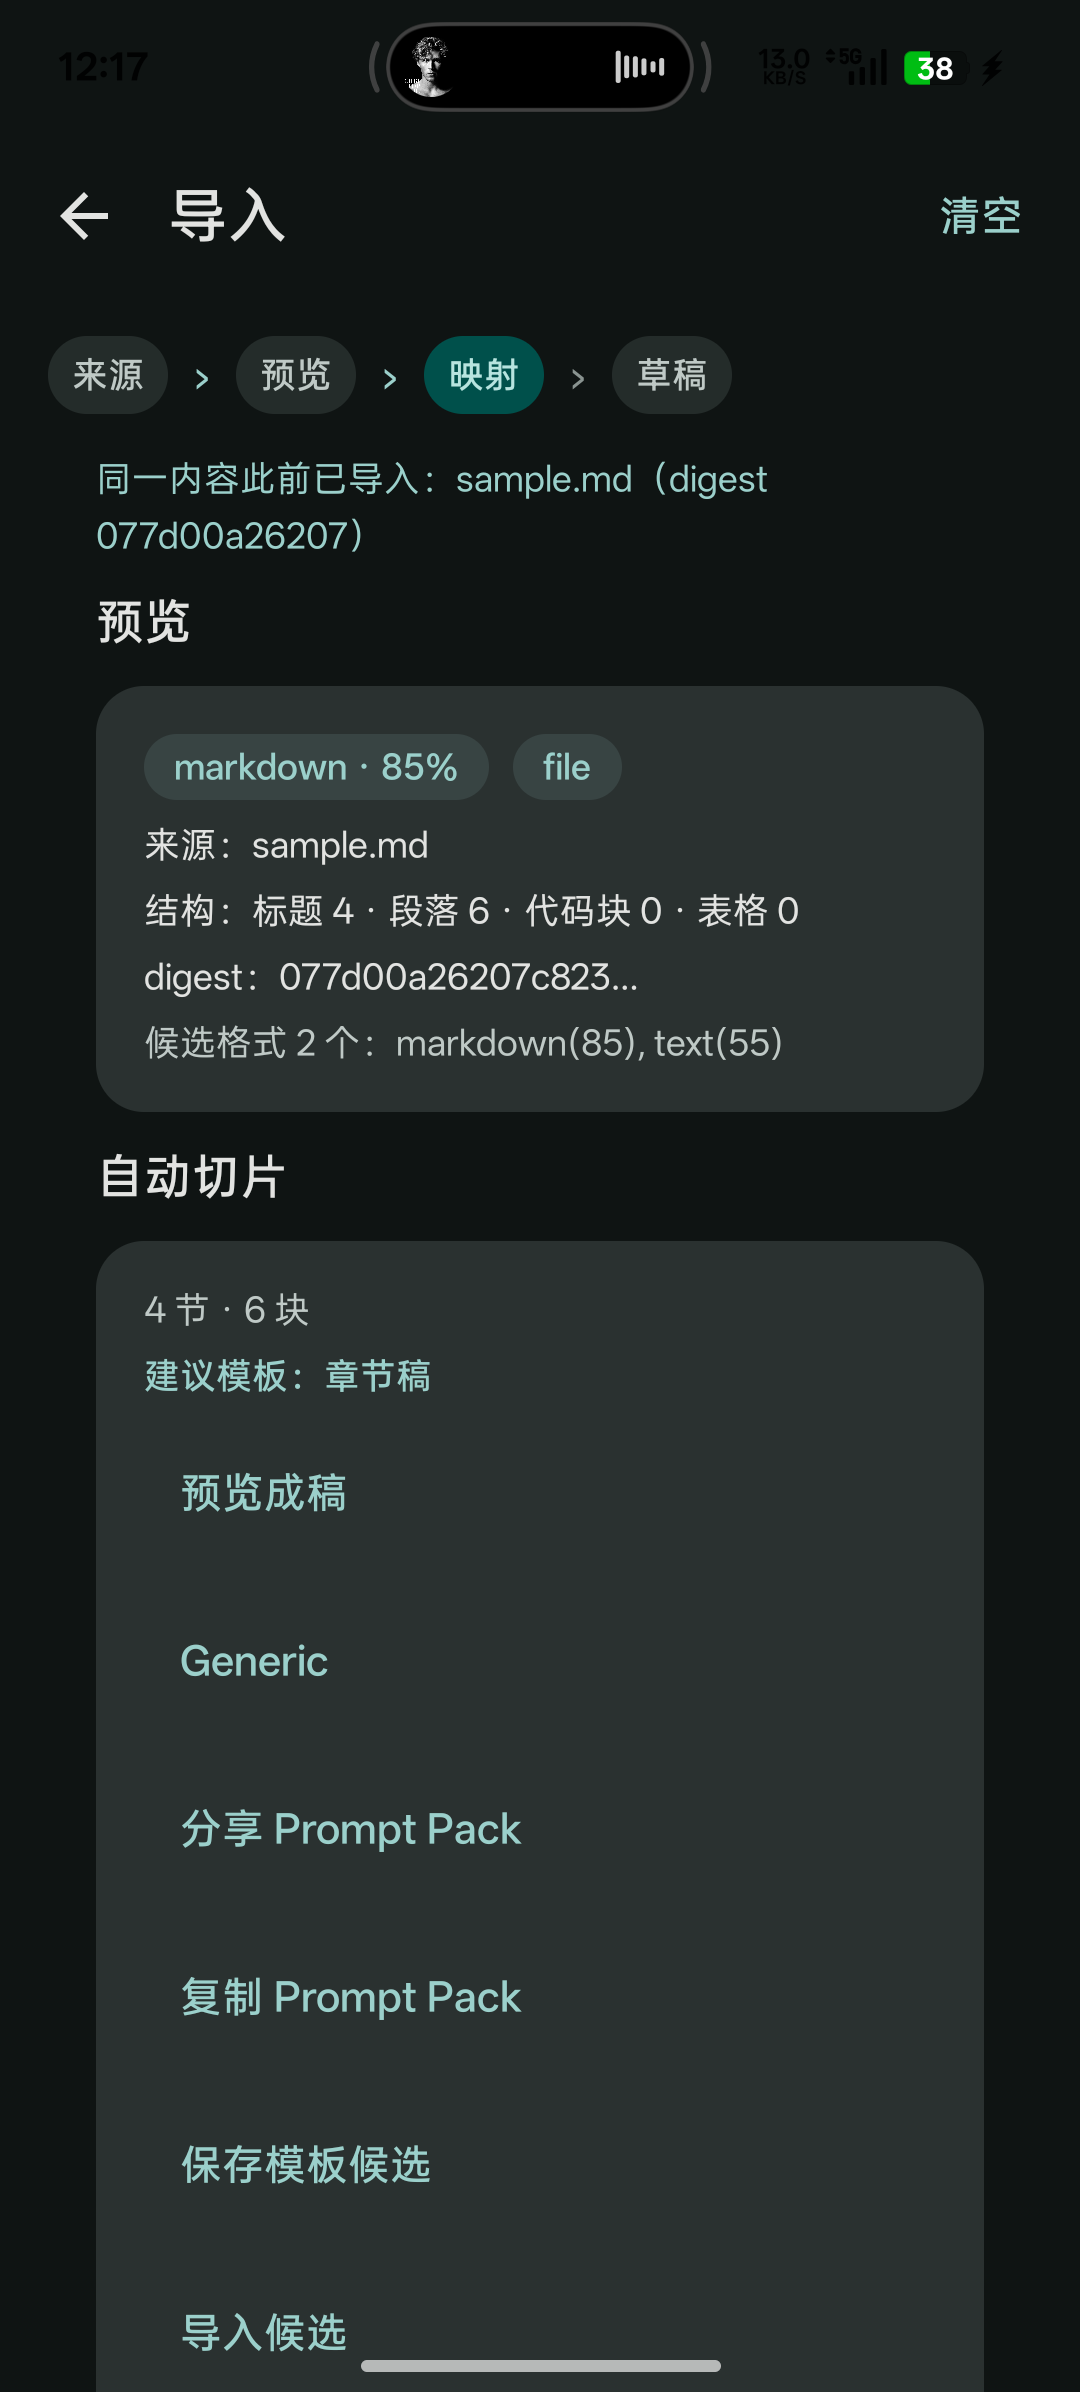 12:17
13.0
KB/S
5G
38
导入
清空
来源 › 预览 › 映射 › 草稿
同一内容此前已导入：sample.md（digest
077d00a26207）
预览
markdown · 85%
file
来源：sample.md
结构：标题 4 · 段落 6 · 代码块 0 · 表格 0
digest：077d00a26207c823...
候选格式 2 个：markdown(85), text(55)
自动切片
4 节 · 6 块
建议模板：章节稿
预览成稿
Generic
分享 Prompt Pack
复制 Prompt Pack
保存模板候选
导入候选